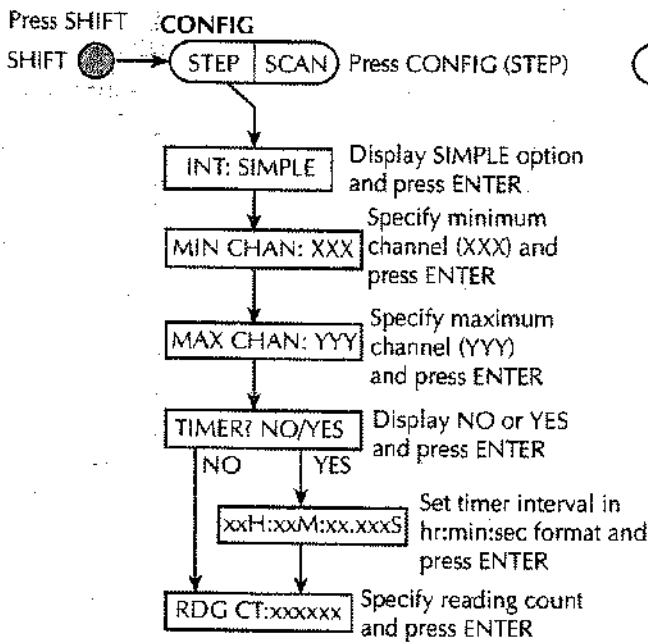 Press SHIFT CONFIG
SHIFT STEP SCAN Press CONFIG (STEP)
INT: SIMPLE
Display SIMPLE option
and press ENTER
MIN CHAN: XXX
Specify minimum
channel (XXX) and
press ENTER
MAX CHAN: YYY
Specify maximum
channel (YYY)
and press ENTER
TIMER? NO/YES
Display NO or YES
and press ENTER
NO YES
xxH:xxM:xx.xxxS
Set timer interval in
hr:min:sec format and
press ENTER
RDG CT:xxxxxx
Specify reading count
and press ENTER